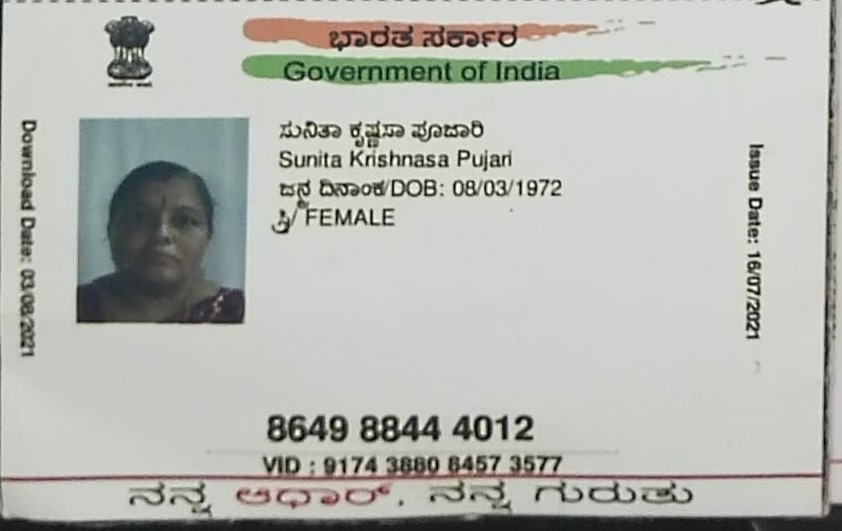 ಭಾರತ ಸರ್ಕಾರ
Government of India
ಸುನಿತಾ ಕೃಷ್ಣಸಾ ಪೂಜಾರಿ
Sunita Krishnasa Pujari
ಜನ್ಮ ದಿನಾಂಕ/DOB: 08/03/1972
ಸ್ತ್ರೀ/ FEMALE
Download Date: 03/08/2021
Issue Date: 16/07/2021
8649 8844 4012
VID : 9174 3880 8457 3577
ನನ್ನ ಆಧಾರ್, ನನ್ನ ಗುರುತು